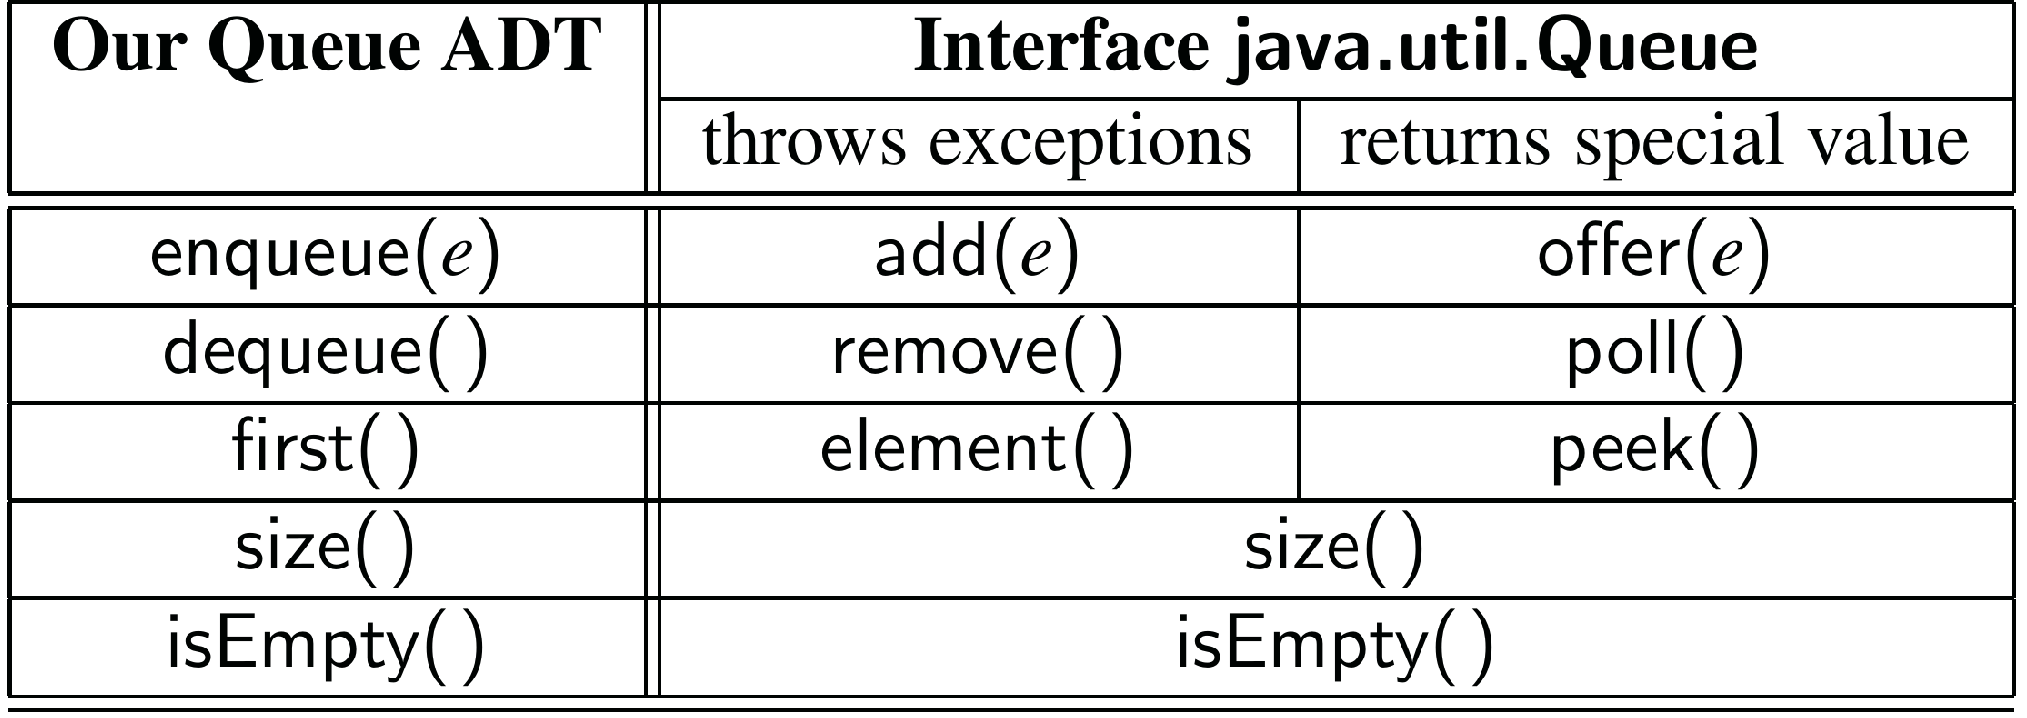 Our Queue ADT Interface java.util.Queue
throws exceptions returns special value
enqueue(e) add(e) offer(e)
dequeue( ) remove( ) poll( )
first( ) element( ) peek( )
size( ) size( )
isEmpty( ) isEmpty( )